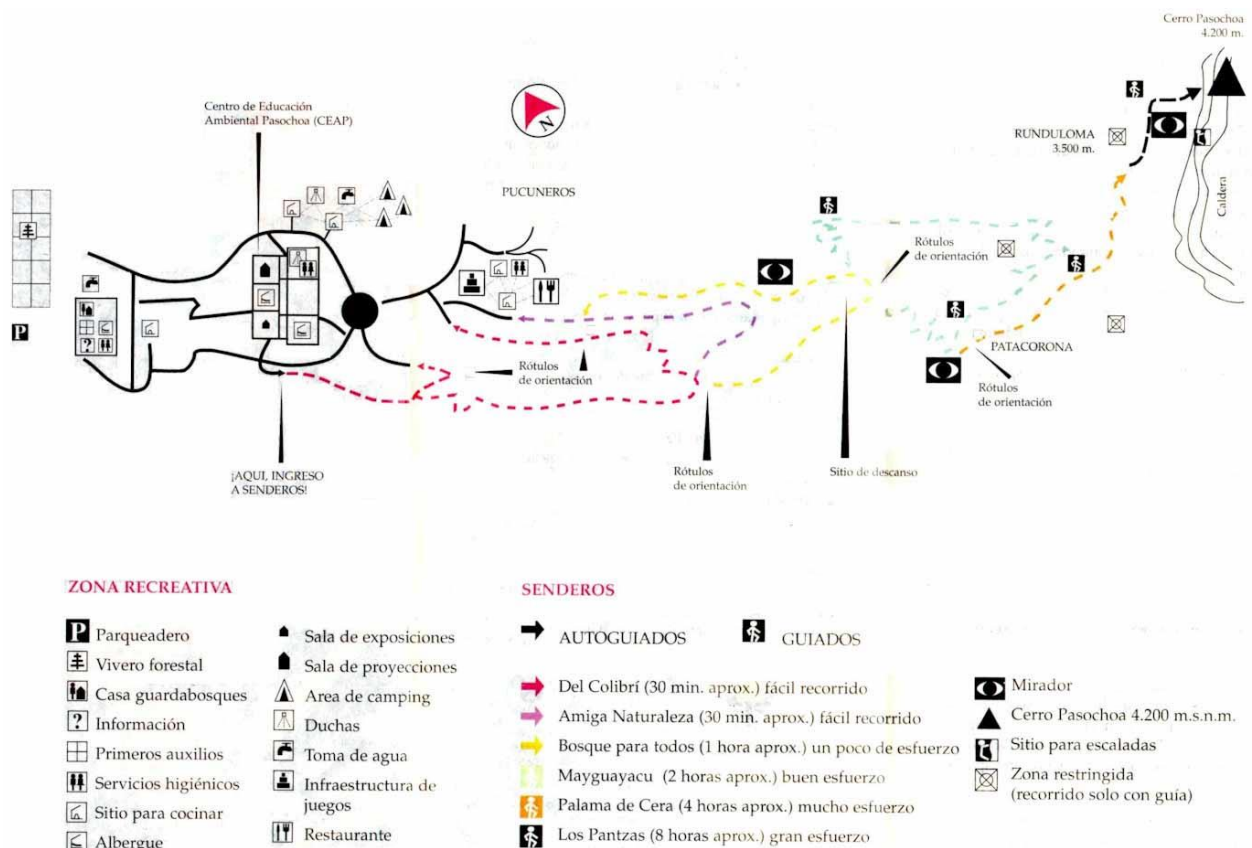 Cerro Pasochoa
4.200 m.
Centro de Educación
Ambiental Pasochoa (CEAP)
N
RUNDULOMA
3.500 m.
PUCUNEROS
Caldera
Rótulos
de orientación
P
?
PATACORONA
Rótulos
de orientación
Rótulos
de orientación
¡AQUI, INGRESO
A SENDEROS!
Rótulos
de orientación
Sitio de descanso
ZONA RECREATIVA
P Parqueadero
Vivero forestal
Casa guardabosques
? Información
Primeros auxilios
Servicios higiénicos
Sitio para cocinar
Albergue
Sala de exposiciones
Sala de proyecciones
Area de camping
Duchas
Toma de agua
Infraestructura de
juegos
Restaurante
SENDEROS
AUTOGUIADOS
GUIADOS
Del Colibrí (30 min. aprox.) fácil recorrido
Amiga Naturaleza (30 min. aprox.) fácil recorrido
Bosque para todos (1 hora aprox.) un poco de esfuerzo
Mayguayacu (2 horas aprox.) buen esfuerzo
Palama de Cera (4 horas aprox.) mucho esfuerzo
Los Pantzas (8 horas aprox.) gran esfuerzo
Mirador
Cerro Pasochoa 4.200 m.s.n.m.
Sitio para escaladas
Zona restringida
(recorrido solo con guía)